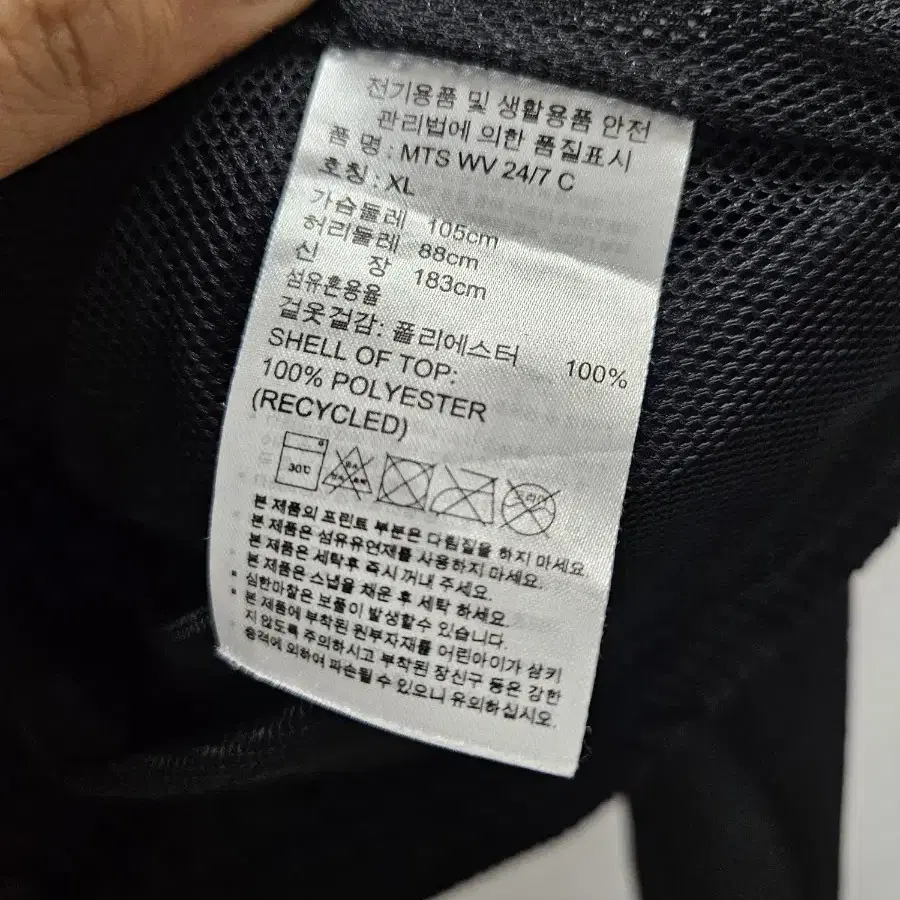 전기용품 및 생활용품 안전
관리법에 의한 품질표시
품 명 : MTS WV 24/7 C
호칭 : XL
가슴둘레 105cm
허리둘레 88cm
신 장 183cm
섬유혼용율
겉옷겉감: 폴리에스터 100%
SHELL OF TOP:
100% POLYESTER
(RECYCLED)
30℃
드라이
본 제품의 프린트 부분은 다림질을 하지 마세요.
본 제품은 섬유유연제를 사용하지 마세요.
본 제품은 세탁후 즉시 꺼내 주세요.
* 본 제품은 스냅을 채운 후 세탁 하세요.
* 심한마찰은 보풀이 발생할수 있습니다.
* 본 제품에 부착된 원부자재를 어린아이가 삼키
지 않도록 주의하시고 부착된 장신구 등은 강한
충격에 의하여 파손될 수 있으니 유의하십시오.